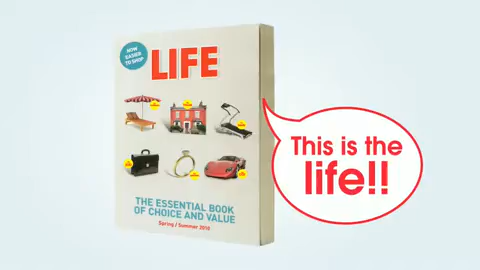 NOW
EASIER
TO SHOP
LIFE
THE ESSENTIAL BOOK
OF CHOICE AND VALUE
Spring / Summer 2010
This is the
life!!